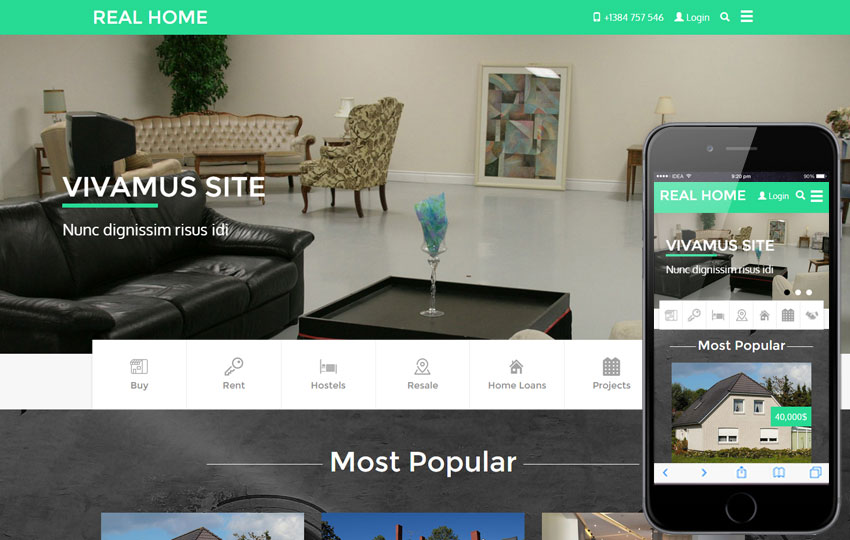 REAL HOME
+1384 757 546 Login
VIVAMUS SITE
Nunc dignissim risus idi
Buy
Rent
Hostels
Resale
Home Loans
Projects
Most Popular
IDEA 9:20 pm 90%
REAL HOME Login
VIVAMUS SITE
Nunc dignissim risus idi
Most Popular
40,000$